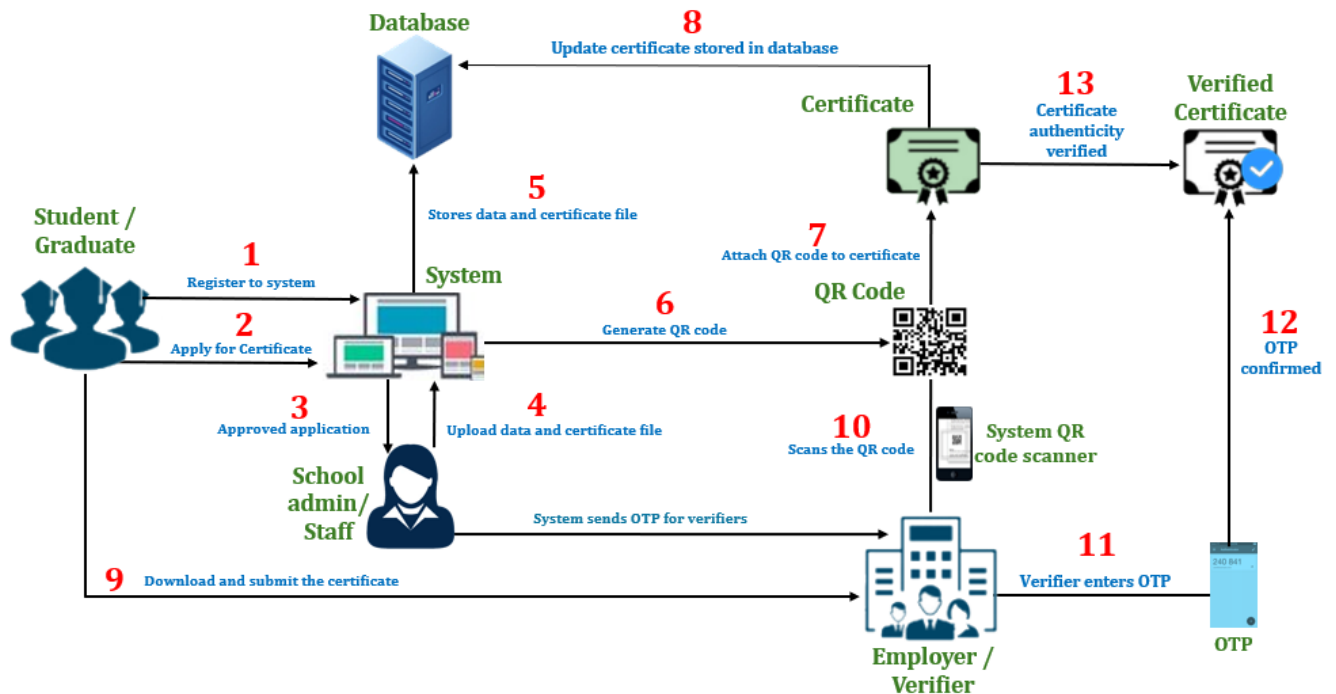 Database
8
Update certificate stored in database
Certificate
13
Certificate
authenticity
verified
Verified
Certificate
Student /
Graduate
1
Register to system
2
Apply for Certificate
5
Stores data and certificate file
System
6
Generate QR code
7
Attach QR code to certificate
QR Code
12
OTP
confirmed
3
Approved application
4
Upload data and certificate file
10
Scans the QR code
System QR
code scanner
School
admin/
Staff
System sends OTP for verifiers
9
Download and submit the certificate
11
Verifier enters OTP
240 841
OTP
Employer /
Verifier